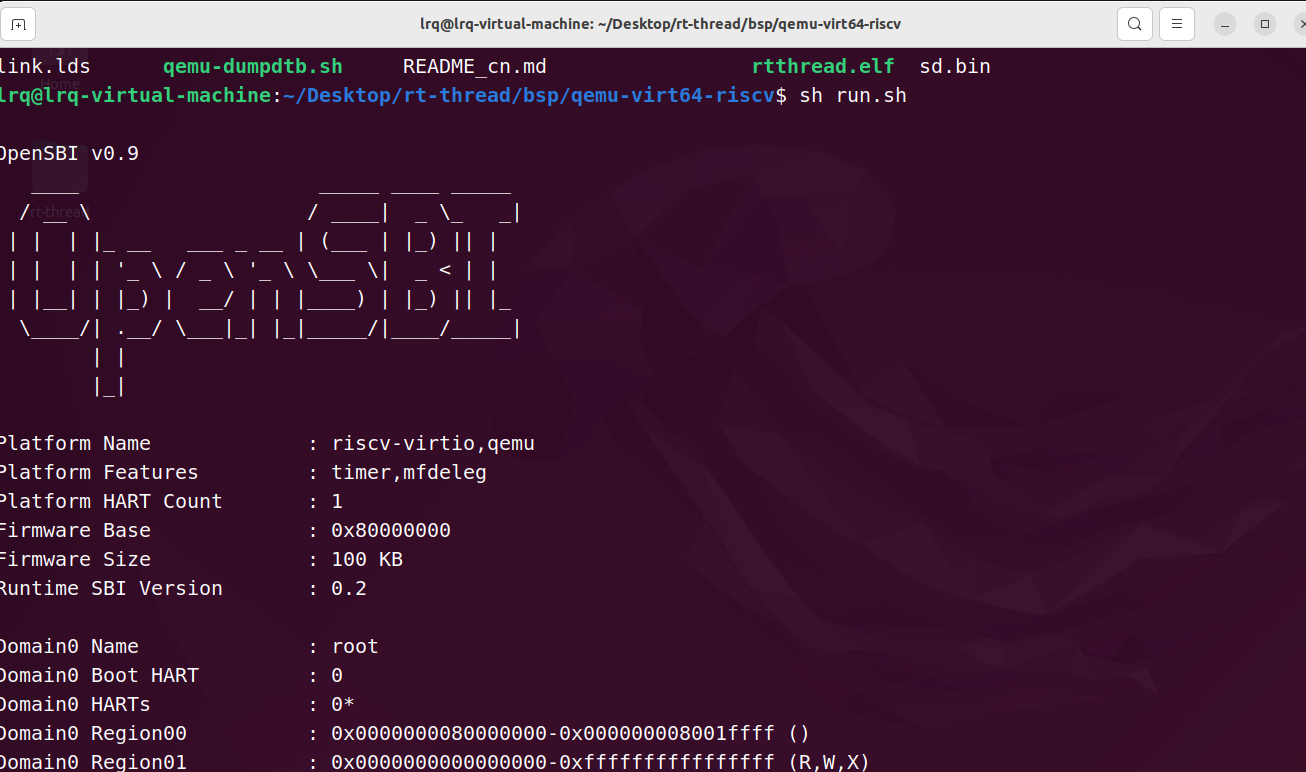 lrq@lrq-virtual-machine: ~/Desktop/rt-thread/bsp/qemu-virt64-riscv
link.lds      qemu-dumpdtb.sh     README_cn.md                 rtthread.elf  sd.bin
lrq@lrq-virtual-machine:~/Desktop/rt-thread/bsp/qemu-virt64-riscv$ sh run.sh
Home
OpenSBI v0.9
rt-thread
   ____                    _____ ____ _____
  / __ \                  / ____|  _ \_   _|
 | |  | |_ __   ___ _ __ | (___ | |_) || |
 | |  | | '_ \ / _ \ '_ \ \___ \|  _ < | |
 | |__| | |_) |  __/ | | |____) | |_) || |_
  \____/| .__/ \___|_| |_|_____/|____/_____|
        | |
        |_|
Platform Name             : riscv-virtio,qemu
Platform Features         : timer,mfdeleg
Platform HART Count       : 1
Firmware Base             : 0x80000000
Firmware Size             : 100 KB
Runtime SBI Version       : 0.2
Domain0 Name              : root
Domain0 Boot HART         : 0
Domain0 HARTs             : 0*
Domain0 Region00          : 0x0000000080000000-0x000000008001ffff ()
Domain0 Region01          : 0x0000000000000000-0xffffffffffffffff (R,W,X)